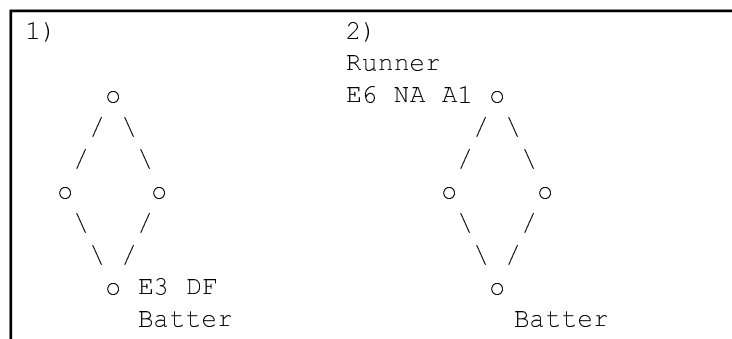 1) 2)
Runner
E6 NA A1
E3 DF
Batter Batter